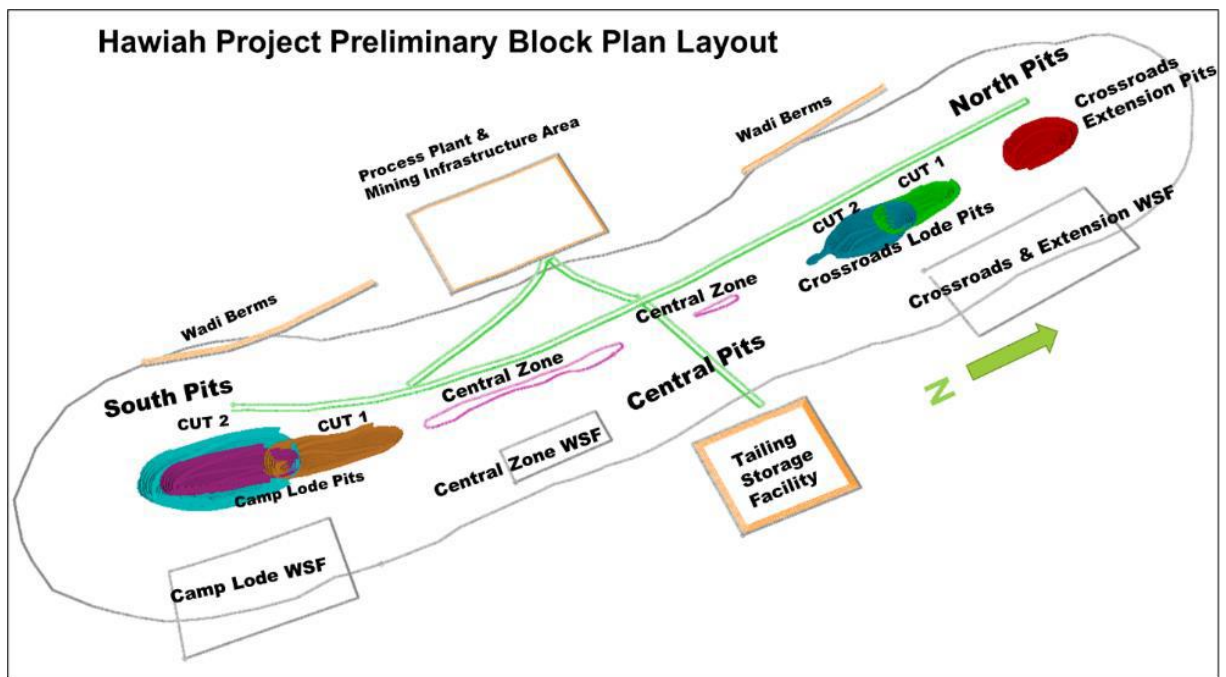 Hawiah Project Preliminary Block Plan Layout
North Pits
Crossroads
Extension Pits
Wadi Berms
Process Plant &
Mining Infrastructure Area
CUT 1
CUT 2
Crossroads Lode Pits
Crossroads & Extension WSF
Wadi Berms
Central Zone
Central Zone
Central Pits
N
South Pits
CUT 2
CUT 1
Camp Lode Pits
Central Zone WSF
Tailing
Storage
Facility
Camp Lode WSF